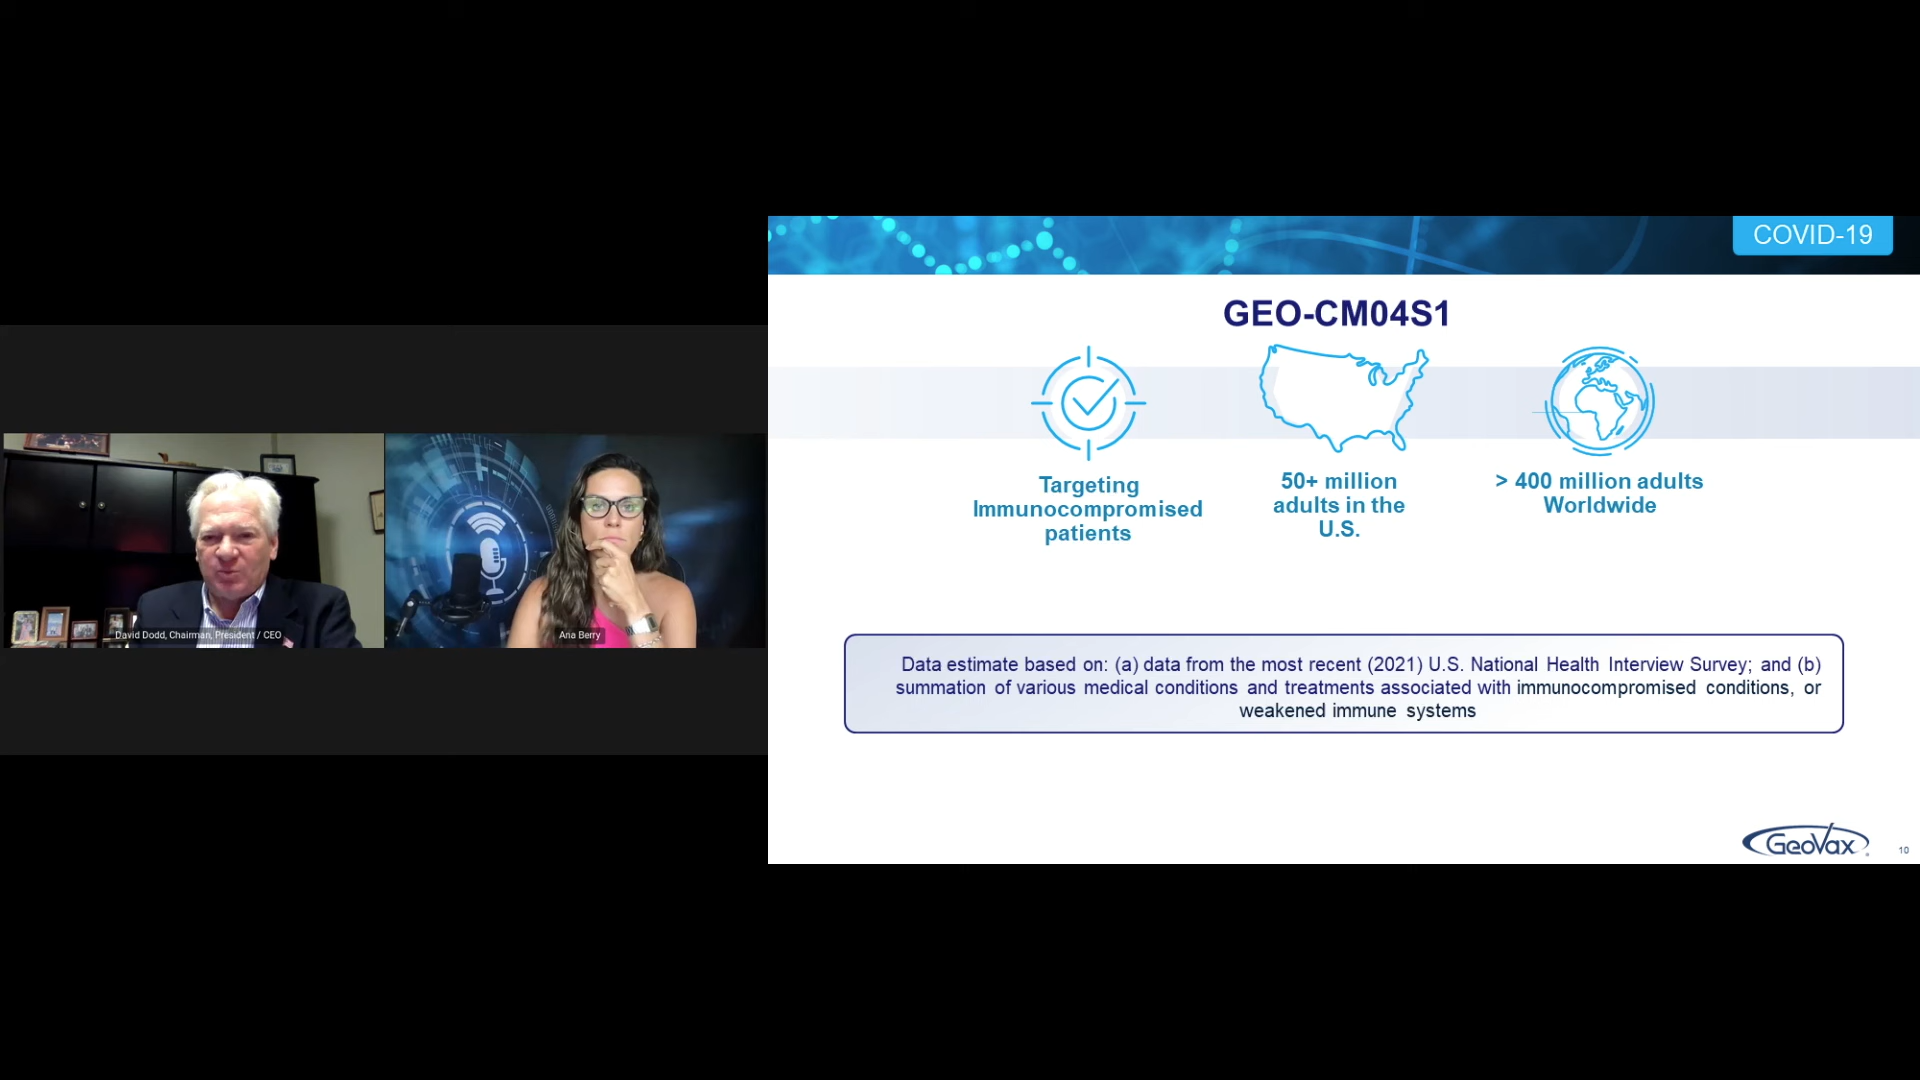 COVID-19
GEO-CM04S1
Targeting
Immunocompromised
patients
50+ million
adults in the
U.S.
> 400 million adults
Worldwide
David Dodd, Chairman, President / CEO
Ana Berry
Data estimate based on: (a) data from the most recent (2021) U.S. National Health Interview Survey; and (b)
summation of various medical conditions and treatments associated with immunocompromised conditions, or
weakened immune systems
GeoVax
10